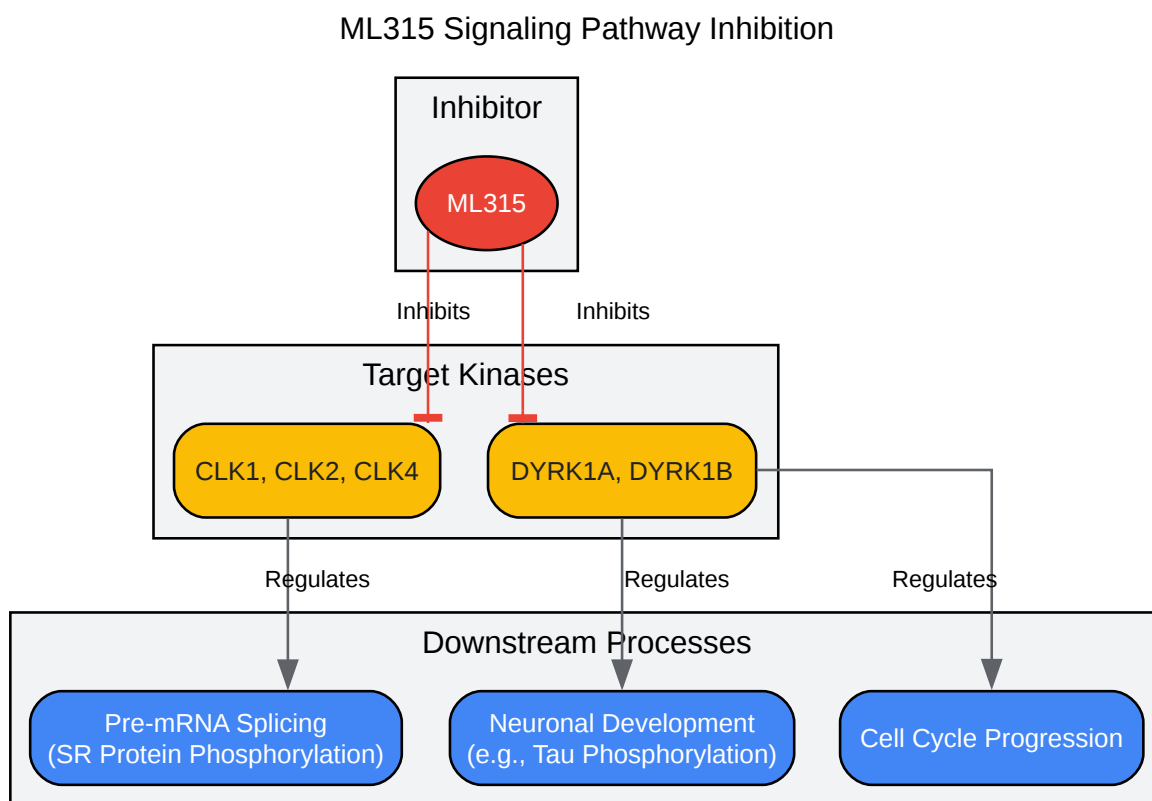 ML315 Signaling Pathway Inhibition
Inhibitor
ML315
Inhibits
Inhibits
Target Kinases
CLK1, CLK2, CLK4
DYRK1A, DYRK1B
Regulates
Regulates
Regulates
Downstream Processes
Pre-mRNA Splicing
(SR Protein Phosphorylation)
Neuronal Development
(e.g., Tau Phosphorylation)
Cell Cycle Progression